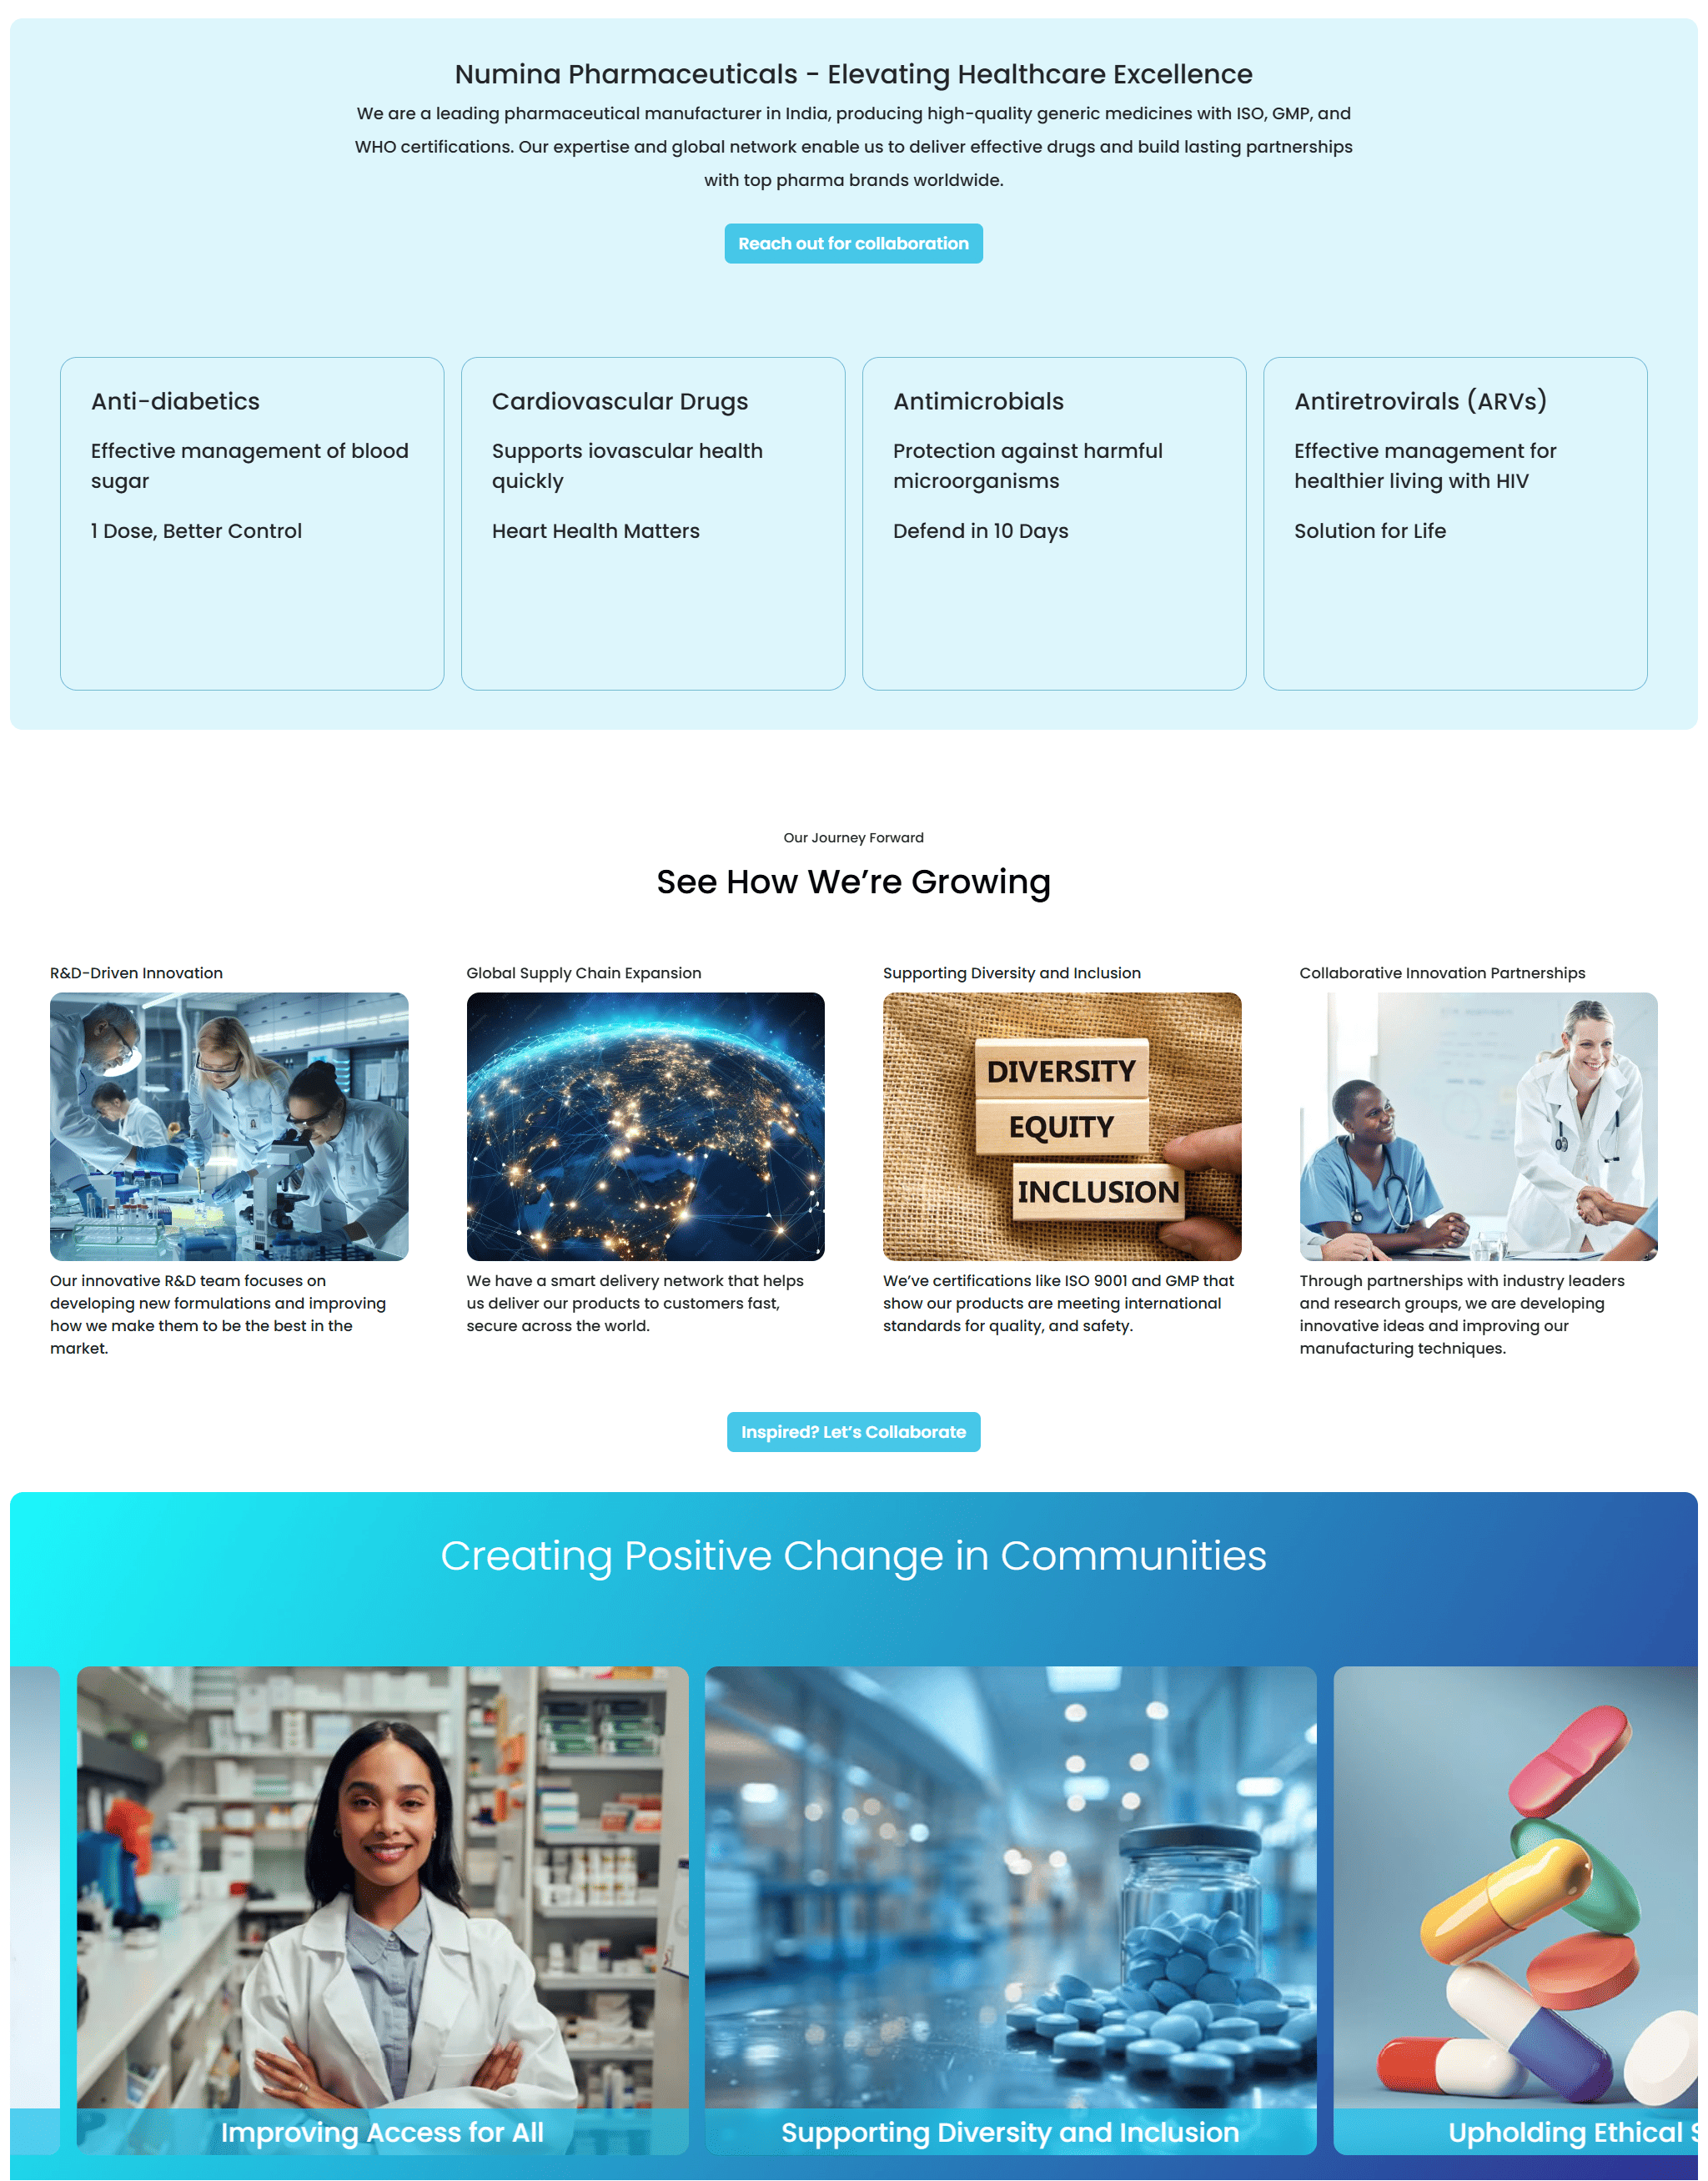 Numina Pharmaceuticals - Elevating Healthcare Excellence
We are a leading pharmaceutical manufacturer in India, producing high-quality generic medicines with ISO, GMP, and
WHO certifications. Our expertise and global network enable us to deliver effective drugs and build lasting partnerships
with top pharma brands worldwide.
Reach out for collaboration
Anti-diabetics
Effective management of blood
sugar
1 Dose, Better Control
Cardiovascular Drugs
Supports iovascular health
quickly
Heart Health Matters
Antimicrobials
Protection against harmful
microorganisms
Defend in 10 Days
Antiretrovirals (ARVs)
Effective management for
healthier living with HIV
Solution for Life
Our Journey Forward
See How We’re Growing
R&D-Driven Innovation
Our innovative R&D team focuses on
developing new formulations and improving
how we make them to be the best in the
market.
Global Supply Chain Expansion
We have a smart delivery network that helps
us deliver our products to customers fast,
secure across the world.
Supporting Diversity and Inclusion
DIVERSITY
EQUITY
INCLUSION
We’ve certifications like ISO 9001 and GMP that
show our products are meeting international
standards for quality, and safety.
Collaborative Innovation Partnerships
Through partnerships with industry leaders
and research groups, we are developing
innovative ideas and improving our
manufacturing techniques.
Inspired? Let’s Collaborate
Creating Positive Change in Communities
Improving Access for All
Supporting Diversity and Inclusion
Upholding Ethical